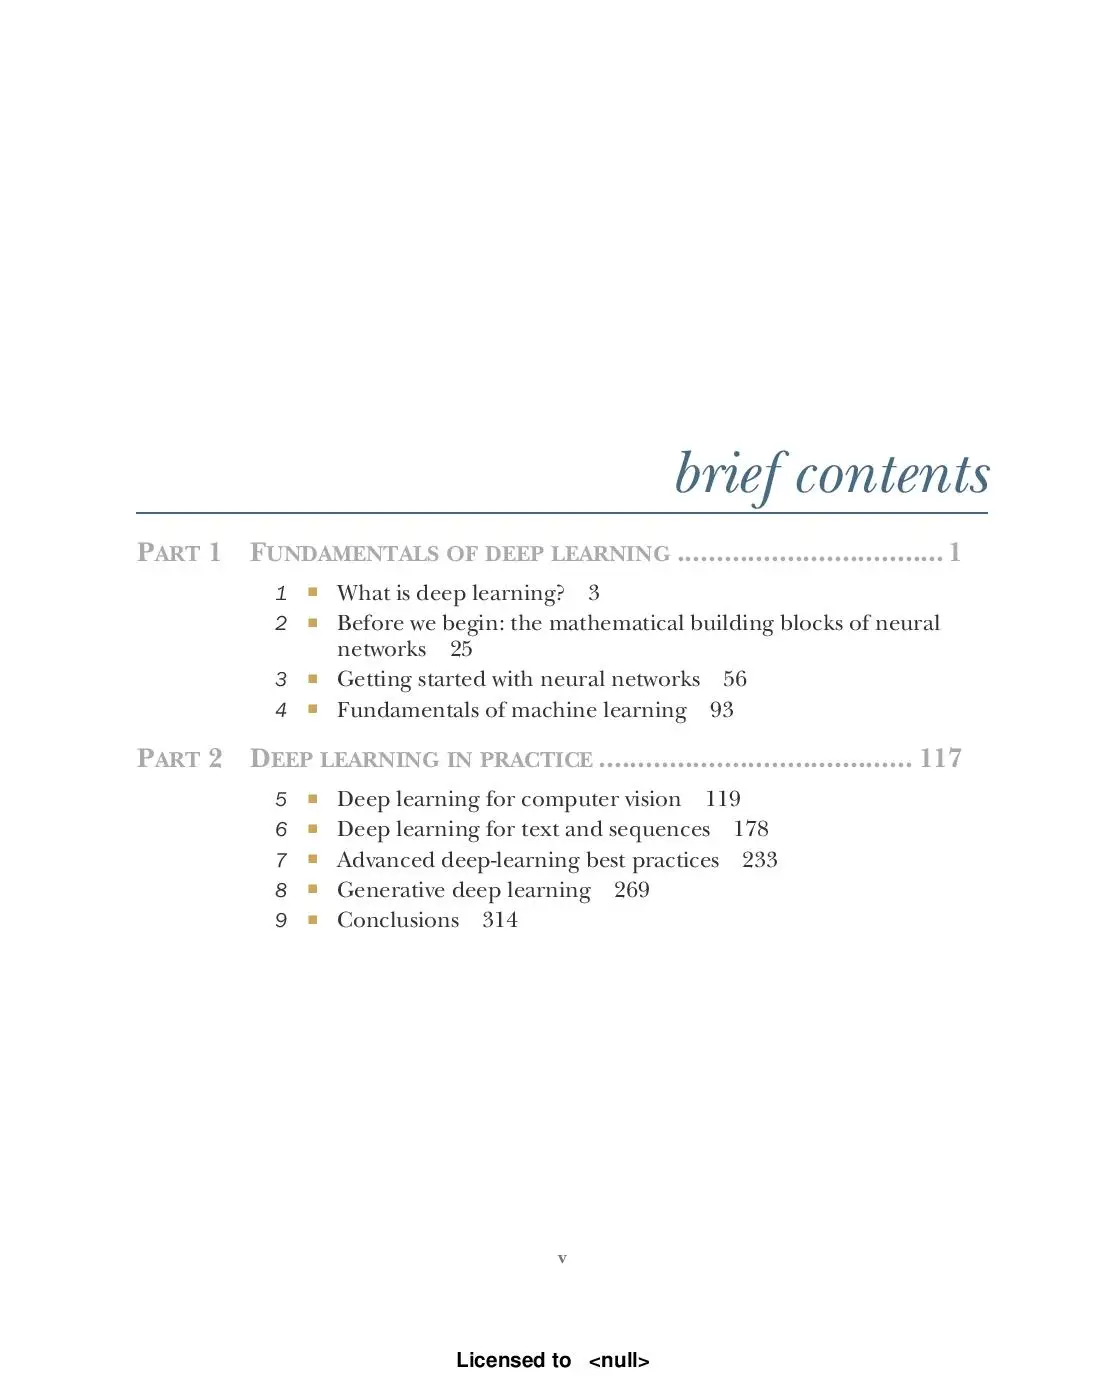 brief contents
PART 1 FUNDAMENTALS OF DEEP LEARNING .................................. 1
1 ■ What is deep learning? 3
2 ■ Before we begin: the mathematical building blocks of neural
networks 25
3 ■ Getting started with neural networks 56
4 ■ Fundamentals of machine learning 93
PART 2 DEEP LEARNING IN PRACTICE ........................................ 117
5 ■ Deep learning for computer vision 119
6 ■ Deep learning for text and sequences 178
7 ■ Advanced deep-learning best practices 233
8 ■ Generative deep learning 269
9 ■ Conclusions 314
v
Licensed to <null>